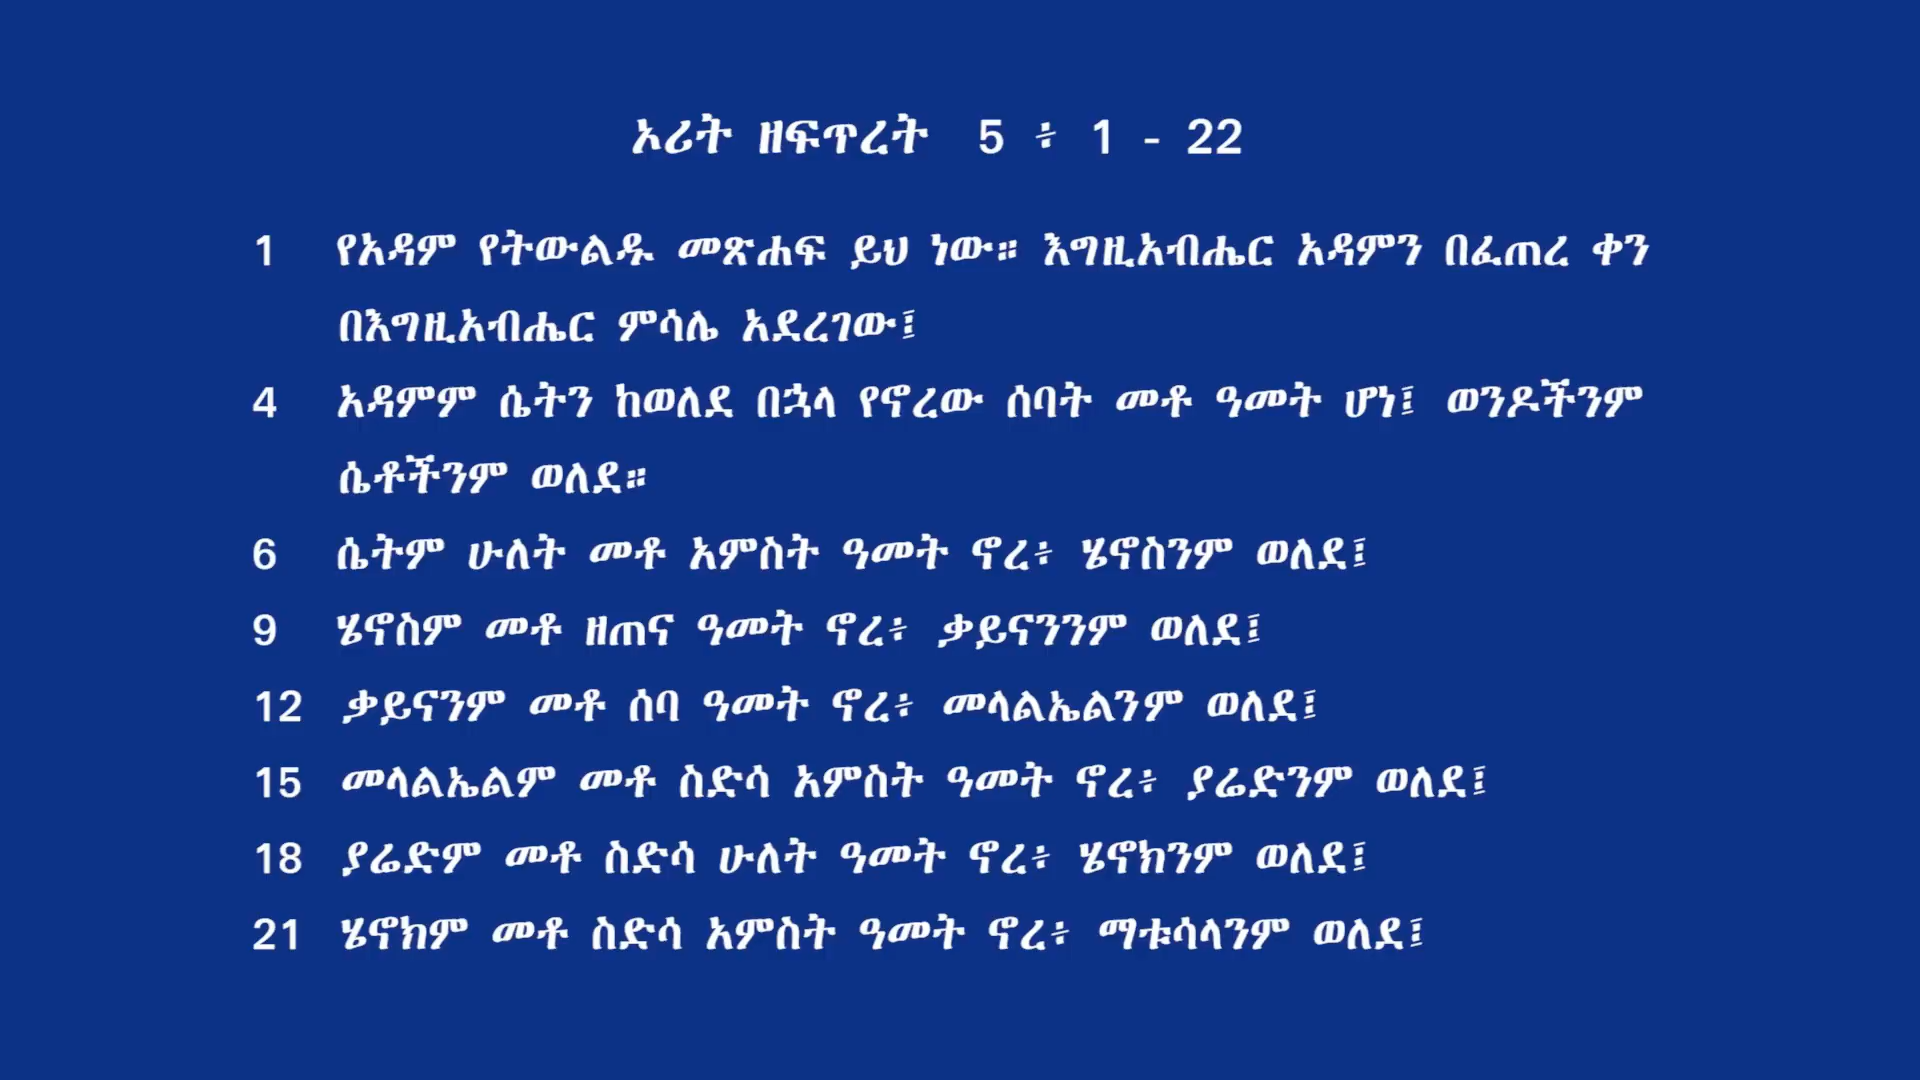 ኦሪት ዘፍጥረት 5 ፥ 1 - 22
1 የአዳም የትውልዱ መጽሐፍ ይህ ነው። እግዚአብሔር አዳምን በፈጠረ ቀን
በእግዚአብሔር ምሳሌ አደረገው፤
4 አዳምም ሴትን ከወለደ በኋላ የኖረው ሰባት መቶ ዓመት ሆነ፤ ወንዶችንም
ሴቶችንም ወለደ።
6 ሴትም ሁለት መቶ አምስት ዓመት ኖረ፥ ሄኖስንም ወለደ፤
9 ሄኖስም መቶ ዘጠና ዓመት ኖረ፥ ቃይናንንም ወለደ፤
12 ቃይናንም መቶ ሰባ ዓመት ኖረ፥ መላልኤልንም ወለደ፤
15 መላልኤልም መቶ ስድሳ አምስት ዓመት ኖረ፥ ያሬድንም ወለደ፤
18 ያሬድም መቶ ስድሳ ሁለት ዓመት ኖረ፥ ሄኖክንም ወለደ፤
21 ሄኖክም መቶ ስድሳ አምስት ዓመት ኖረ፥ ማቱሳላንም ወለደ፤